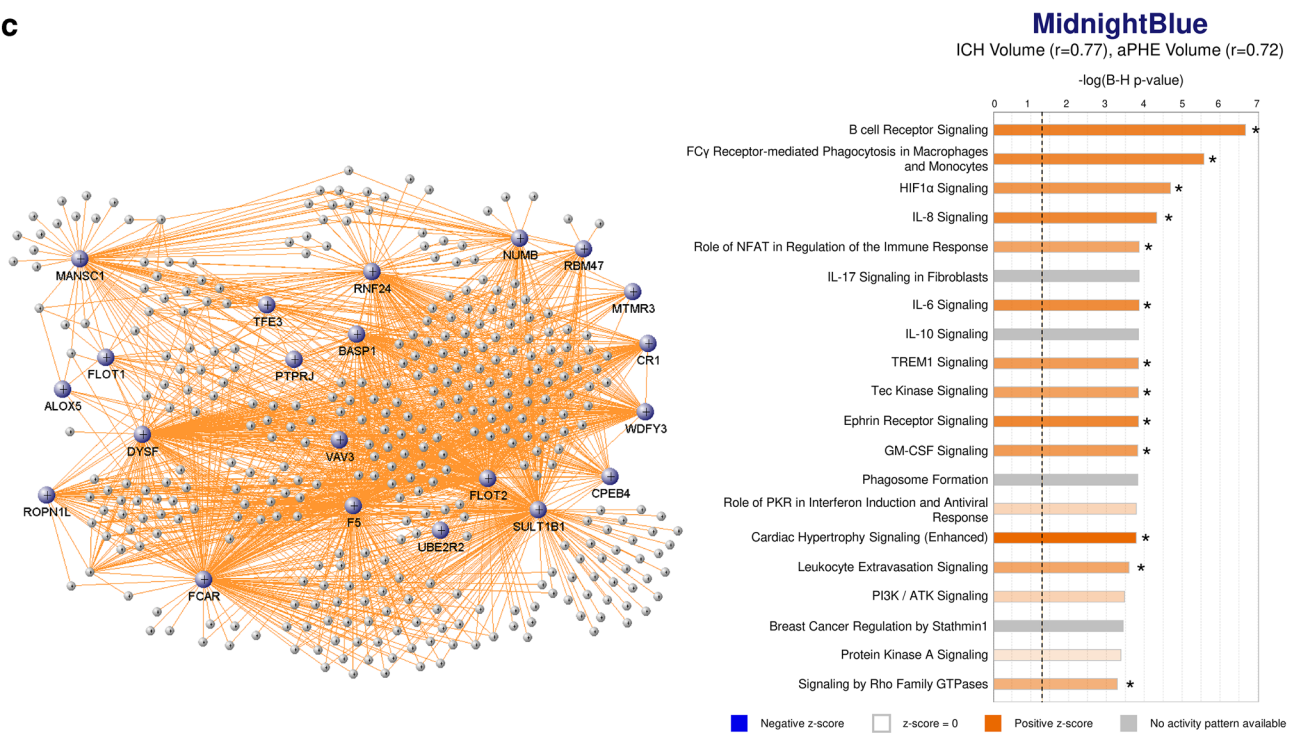 c
MidnightBlue
ICH Volume (r=0.77), aPHE Volume (r=0.72)
-log(B-H p-value)
0 1 2 3 4 5 6 7
B cell Receptor Signaling *
FCγ Receptor-mediated Phagocytosis in Macrophages
and Monocytes *
HIF1α Signaling *
IL-8 Signaling *
Role of NFAT in Regulation of the Immune Response *
IL-17 Signaling in Fibroblasts
IL-6 Signaling *
IL-10 Signaling
TREM1 Signaling *
Tec Kinase Signaling *
Ephrin Receptor Signaling *
GM-CSF Signaling *
Phagosome Formation
Role of PKR in Interferon Induction and Antiviral
Response
Cardiac Hypertrophy Signaling (Enhanced) *
Leukocyte Extravasation Signaling *
PI3K / ATK Signaling
Breast Cancer Regulation by Stathmin1
Protein Kinase A Signaling
Signaling by Rho Family GTPases *
Negative z-score
z-score = 0
Positive z-score
No activity pattern available
MANSC1
NUMB
RBM47
RNF24
MTMR3
TFE3
BASP1
CR1
FLOT1
PTPRJ
ALOX5
WDFY3
DYSF
VAV3
FLOT2
CPEB4
ROPN1L
F5
SULT1B1
UBE2R2
FCAR